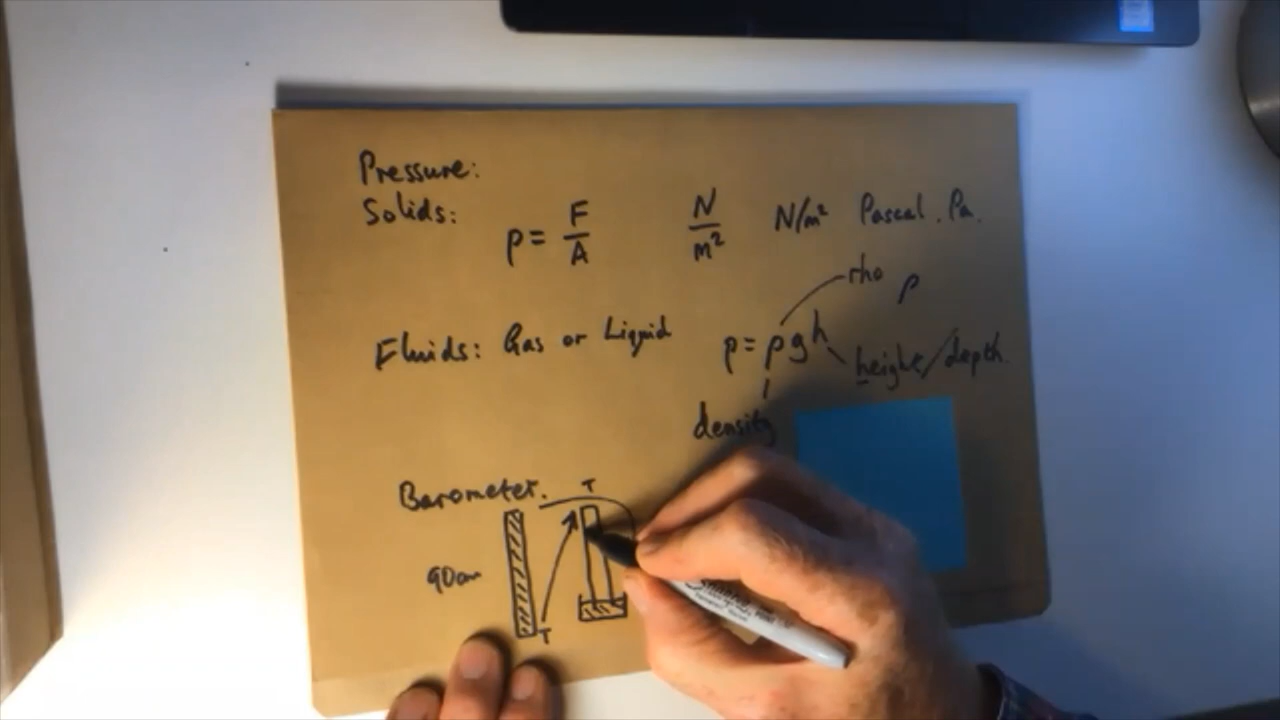 Pressure:
Solids:
p = F/A
N/m²
N/m² Pascal . Pa.
rho ρ
Fluids: Gas or Liquid
p = ρgh
height/depth.
density
Barometer.
T
90cm
T